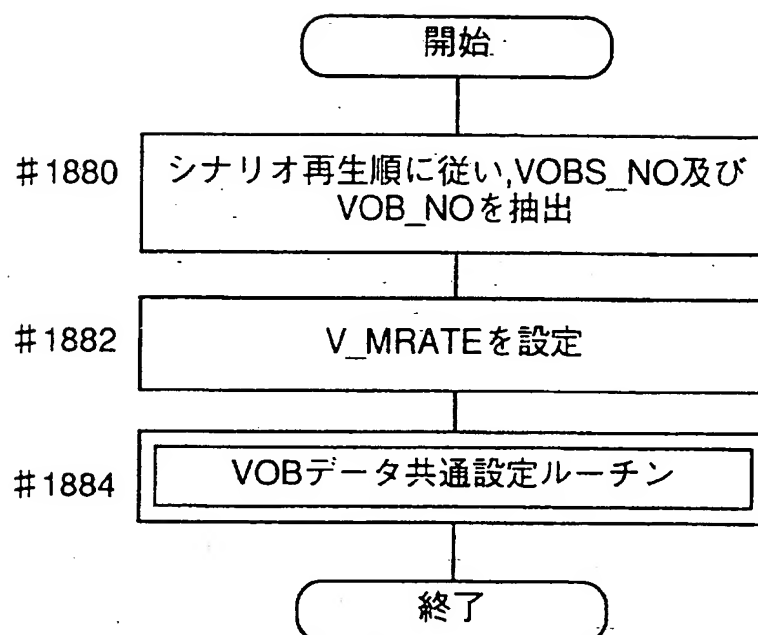 開始
#1880
シナリオ再生順に従い,VOBS_NO及び
VOB_NOを抽出
#1882
V_MRATEを設定
#1884
VOBデータ共通設定ルーチン
終了